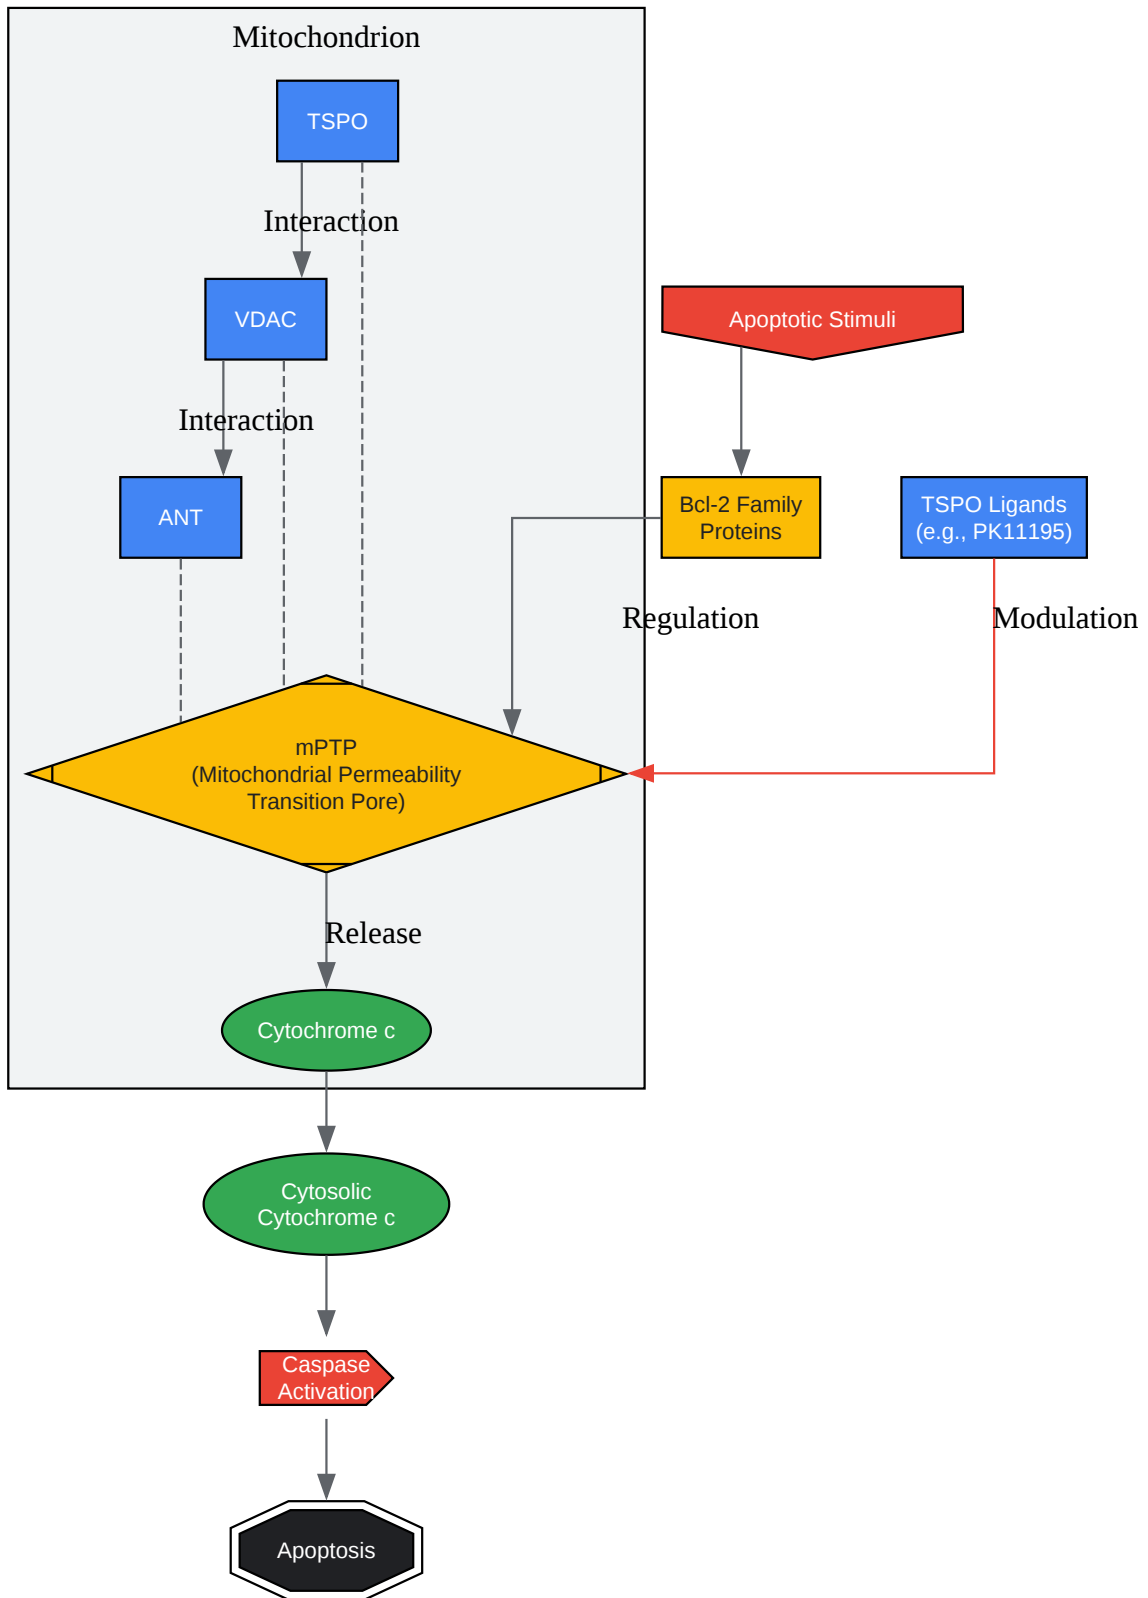 Mitochondrion
TSPO
Interaction
VDAC
Apoptotic Stimuli
Interaction
ANT
Bcl-2 Family
Proteins
TSPO Ligands
(e.g., PK11195)
Regulation
Modulation
mPTP
(Mitochondrial Permeability
Transition Pore)
Release
Cytochrome c
Cytosolic
Cytochrome c
Caspase
Activation
Apoptosis